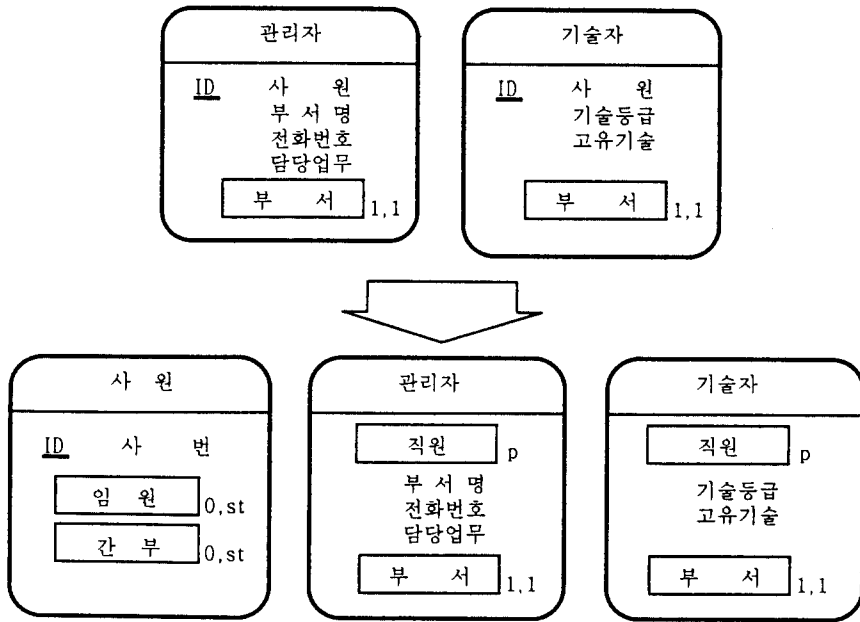 관리자
ID 사 원
부 서 명
전화번호
담당업무
부 서 1,1
기술자
ID 사 원
기술등급
고유기술
부 서 1,1
사 원
ID 사 번
임 원 0,st
간 부 0,st
관리자
직원 p
부 서 명
전화번호
담당업무
부 서 1,1
기술자
직원 p
기술등급
고유기술
부 서 1,1